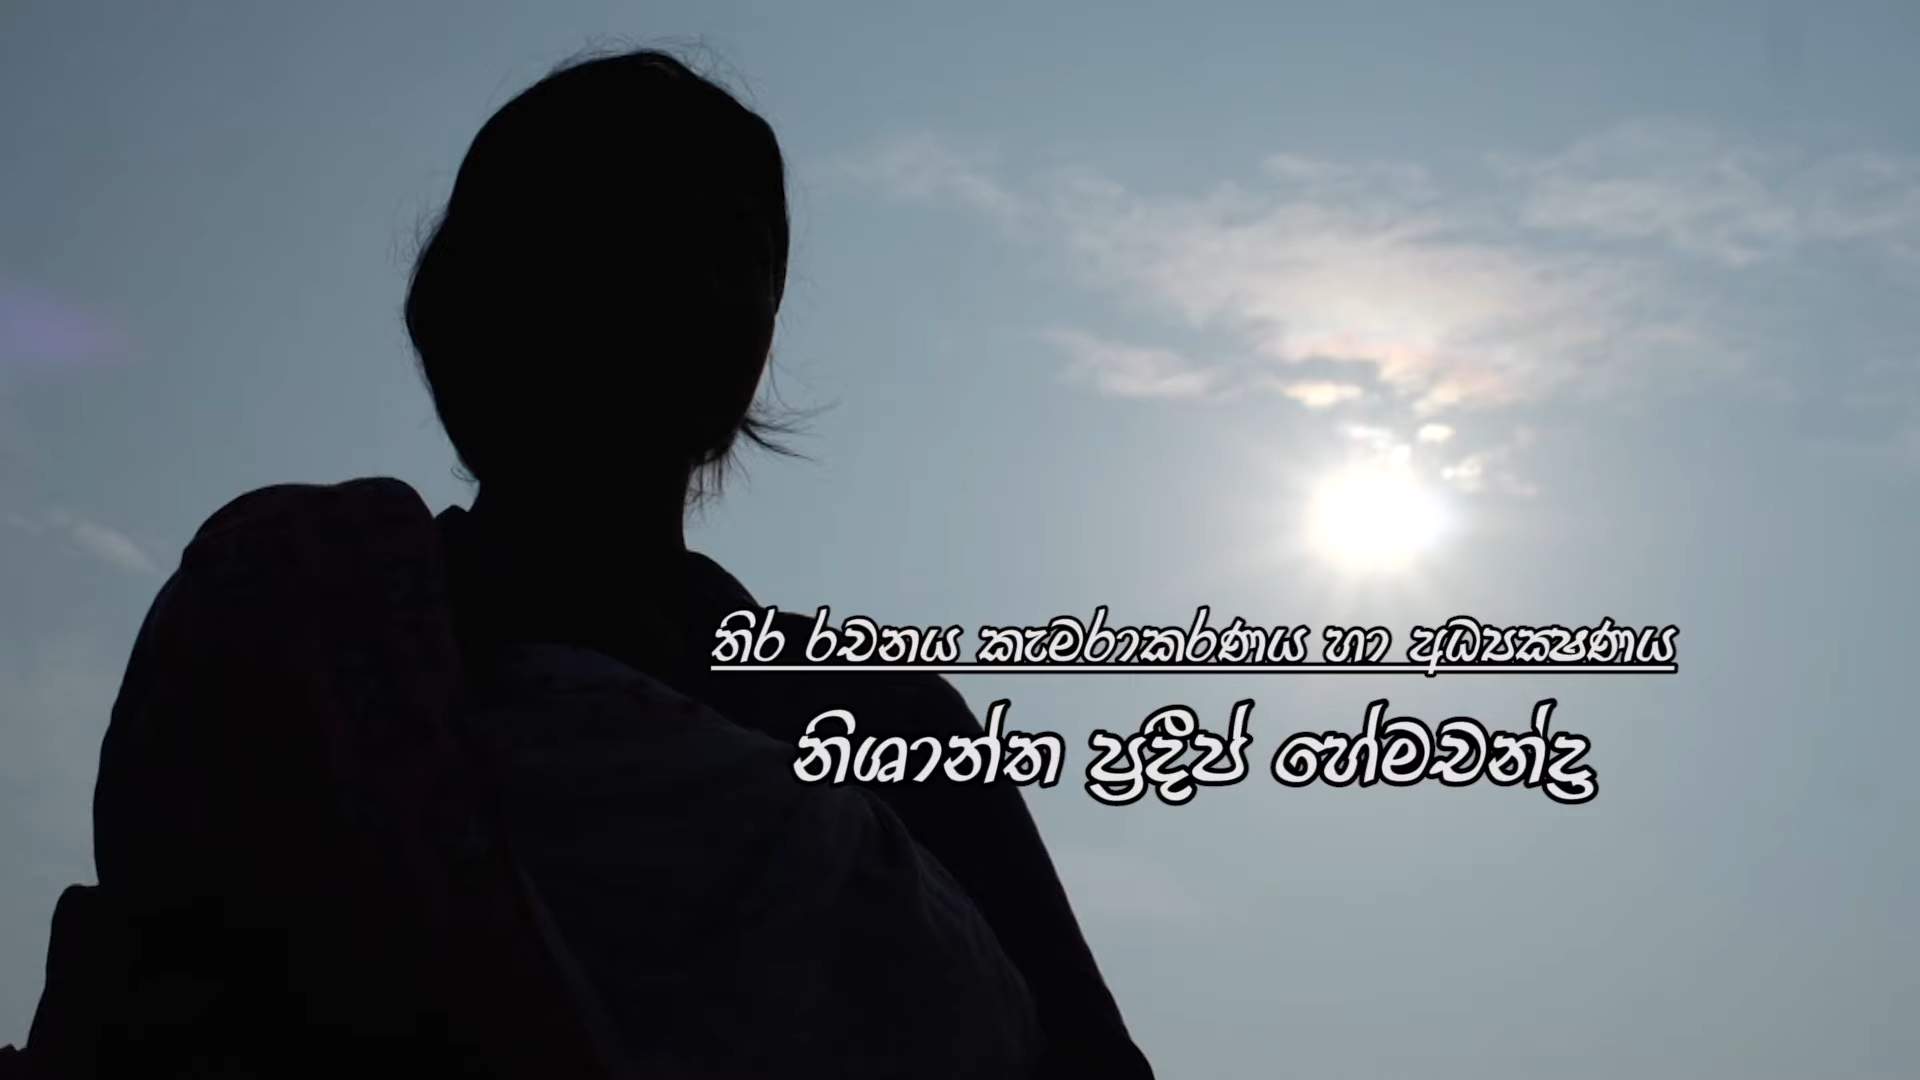 තිර රචනය කැමරාකරණය හා අධ්‍යක්ෂණය
නිශාන්ත ප්‍රදීප් හේමචන්ද්‍ර